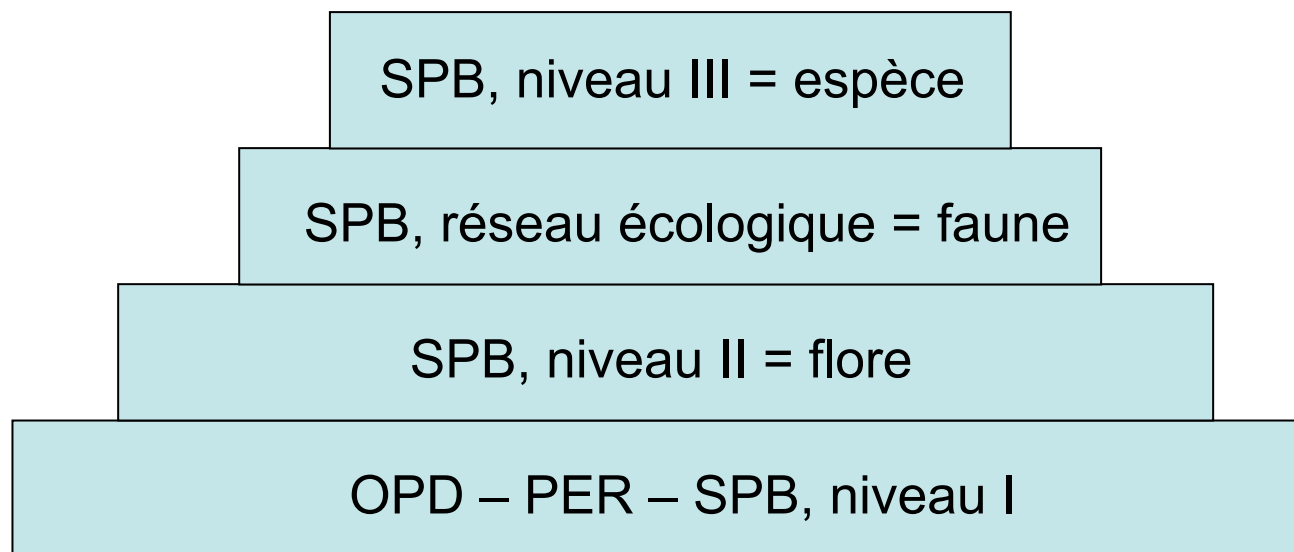 SPB, niveau III = espèce
SPB, réseau écologique = faune
SPB, niveau II = flore
OPD – PER – SPB, niveau I